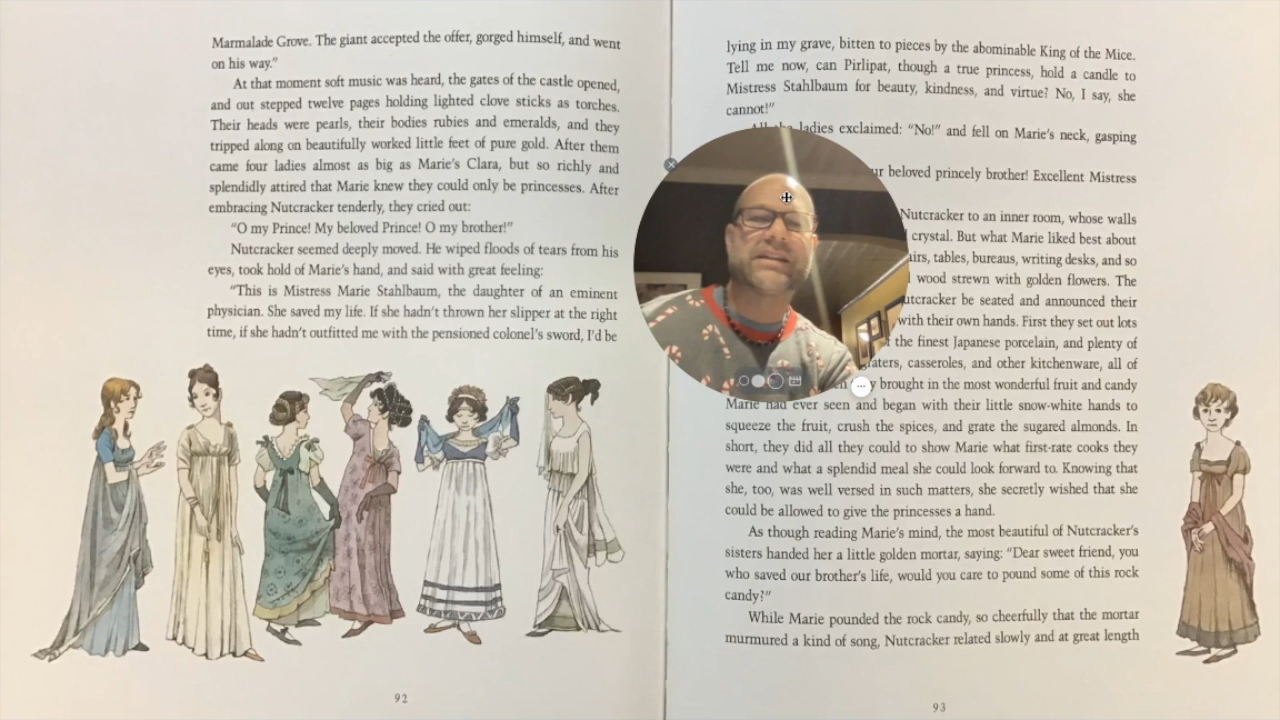 Marmalade Grove. The giant accepted the offer, gorged himself, and went
on his way.”
At that moment soft music was heard, the gates of the castle opened,
and out stepped twelve pages holding lighted clove sticks as torches.
Their heads were pearls, their bodies rubies and emeralds, and they
tripped along on beautifully worked little feet of pure gold. After them
came four ladies almost as big as Marie’s Clara, but so richly and
splendidly attired that Marie knew they could only be princesses. After
embracing Nutcracker tenderly, they cried out:
“O my Prince! My beloved Prince! O my brother!”
Nutcracker seemed deeply moved. He wiped floods of tears from his
eyes, took hold of Marie’s hand, and said with great feeling:
“This is Mistress Marie Stahlbaum, the daughter of an eminent
physician. She saved my life. If she hadn’t thrown her slipper at the right
time, if she hadn’t outfitted me with the pensioned colonel’s sword, I’d be
92
lying in my grave, bitten to pieces by the abominable King of the Mice.
Tell me now, can Pirlipat, though a true princess, hold a candle to
Mistress Stahlbaum for beauty, kindness, and virtue? No, I say, she
cannot!”
All the ladies exclaimed: “No!” and fell on Marie’s neck, gasping
beloved princely brother! Excellent Mistress
Nutcracker to an inner room, whose walls
crystal. But what Marie liked best about
tables, bureaus, writing desks, and so
wood strewn with golden flowers. The
be seated and announced their
with their own hands. First they set out lots
the finest Japanese porcelain, and plenty of
casseroles, and other kitchenware, all of
brought in the most wonderful fruit and candy
Marie had ever seen and began with their little snow-white hands to
squeeze the fruit, crush the spices, and grate the sugared almonds. In
short, they did all they could to show Marie what first-rate cooks they
were and what a splendid meal she could look forward to. Knowing that
she, too, was well versed in such matters, she secretly wished that she
could be allowed to give the princesses a hand.
As though reading Marie’s mind, the most beautiful of Nutcracker’s
sisters handed her a little golden mortar, saying: “Dear sweet friend, you
who saved our brother’s life, would you care to pound some of this rock
candy?”
While Marie pounded the rock candy, so cheerfully that the mortar
murmured a kind of song, Nutcracker related slowly and at great length
93